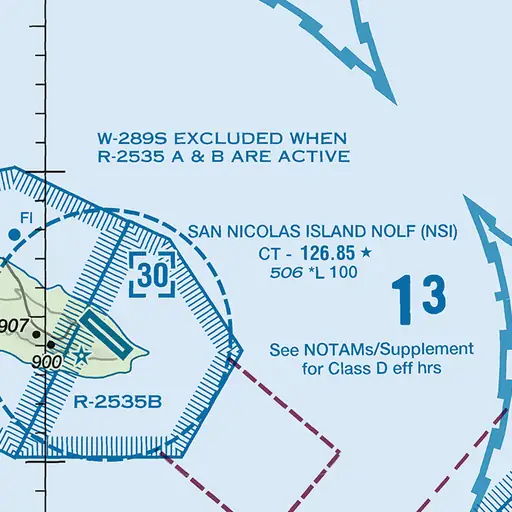 W-289S EXCLUDED WHEN
R-2535 A & B ARE ACTIVE
FI
SAN NICOLAS ISLAND NOLF (NSI)
CT - 126.85 ★
506 *L 100
30
13
907
900
See NOTAMs/Supplement
for Class D eff hrs
R-2535B